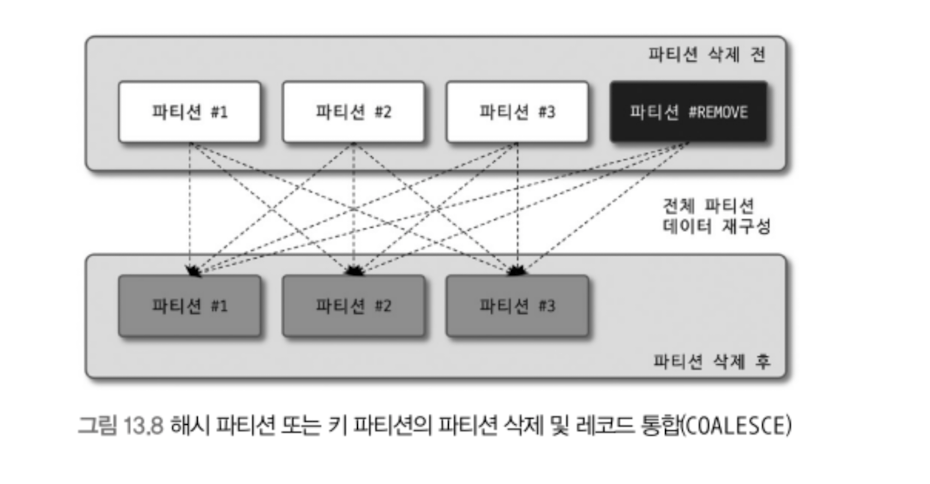 파티션 삭제 전
파티션 #1
파티션 #2
파티션 #3
파티션 #REMOVE
전체 파티션
데이터 재구성
파티션 #1
파티션 #2
파티션 #3
파티션 삭제 후
그림 13.8 해시 파티션 또는 키 파티션의 파티션 삭제 및 레코드 통합(COALESCE)